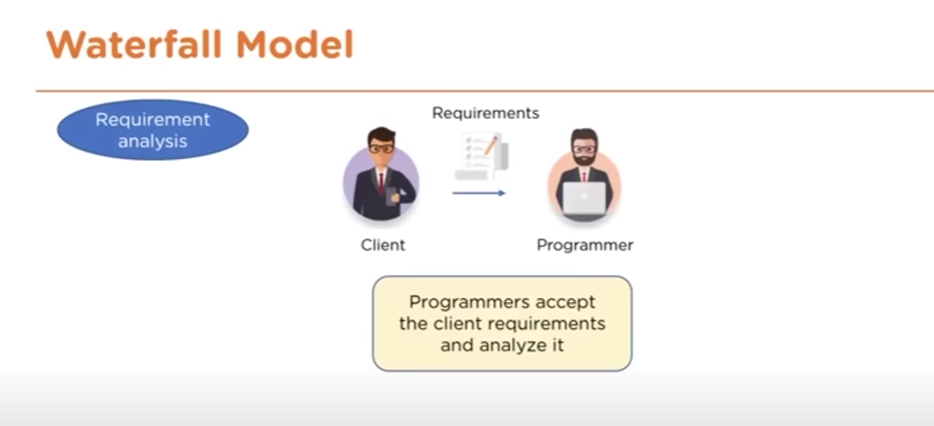 Waterfall Model
Requirement
analysis
Requirements
Client
Programmer
Programmers accept
the client requirements
and analyze it